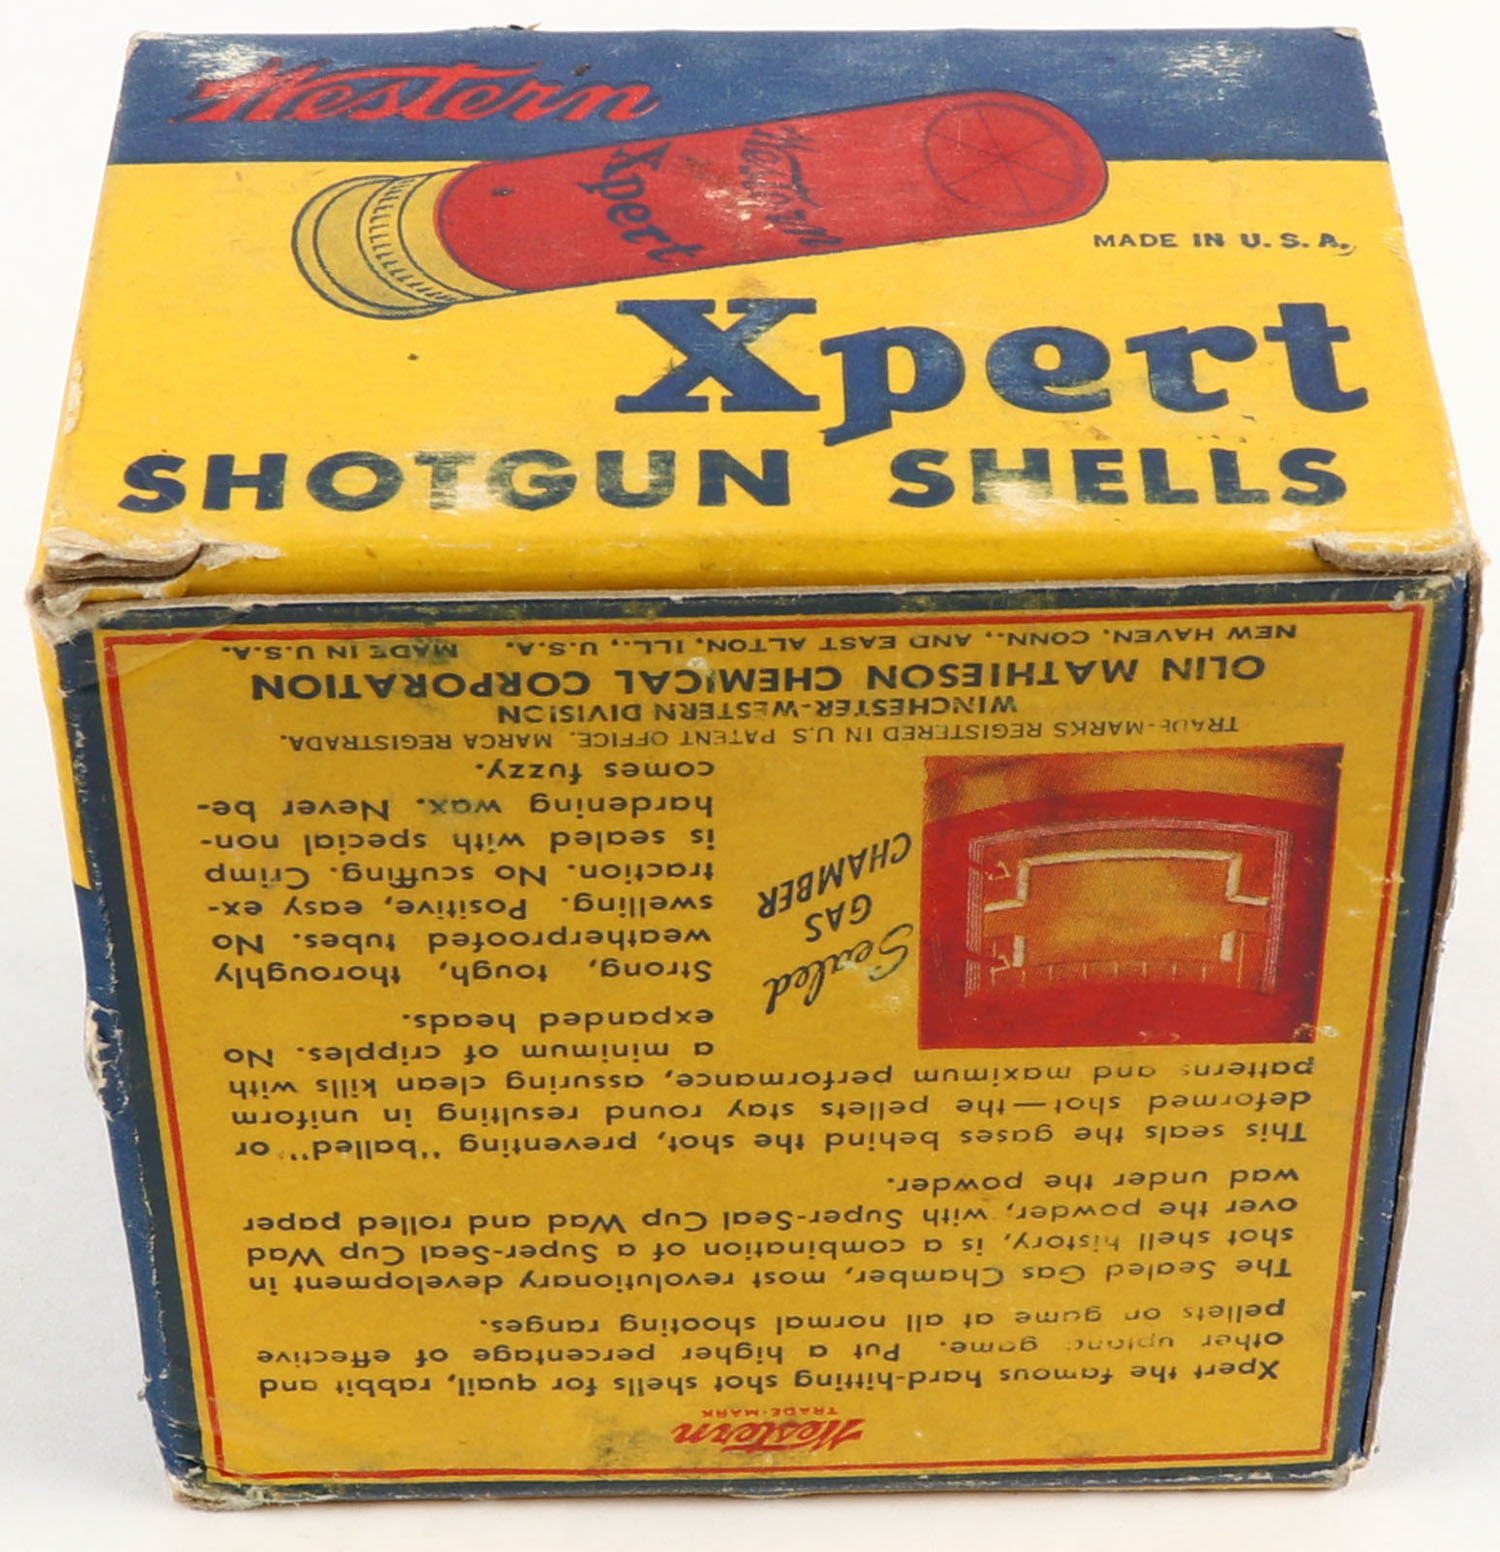 Western
Western
Xpert
MADE IN U.S.A.
Xpert
SHOTGUN SHELLS
Western
TRADE-MARK
Xpert the famous hard-hitting shot shells for quail, rabbit and
other upland game. Put a higher percentage of effective
pellets on game at all normal shooting ranges.
The Sealed Gas Chamber, most revolutionary development in
shot shell history, is a combination of a Super-Seal Cup Wad
over the powder, with Super-Seal Cup Wad and rolled paper
wad under the powder.
This seals the gases behind the shot, preventing "balled" or
deformed shot—the pellets stay round resulting in uniform
patterns and maximum performance, assuring clean kills with
a minimum of cripples. No
expanded heads.
Strong, tough, thoroughly
weatherproofed tubes. No
swelling. Positive, easy ex-
traction. No scuffing. Crimp
is sealed with special non-
hardening wax. Never be-
comes fuzzy.
Sealed
GAS
CHAMBER
TRADE-MARKS REGISTERED IN U.S PATENT OFFICE. MARCA REGISTRADA.
WINCHESTER-WESTERN DIVISION
OLIN MATHIESON CHEMICAL CORPORATION
NEW HAVEN, CONN., AND EAST ALTON, ILL., U.S.A. MADE IN U.S.A.